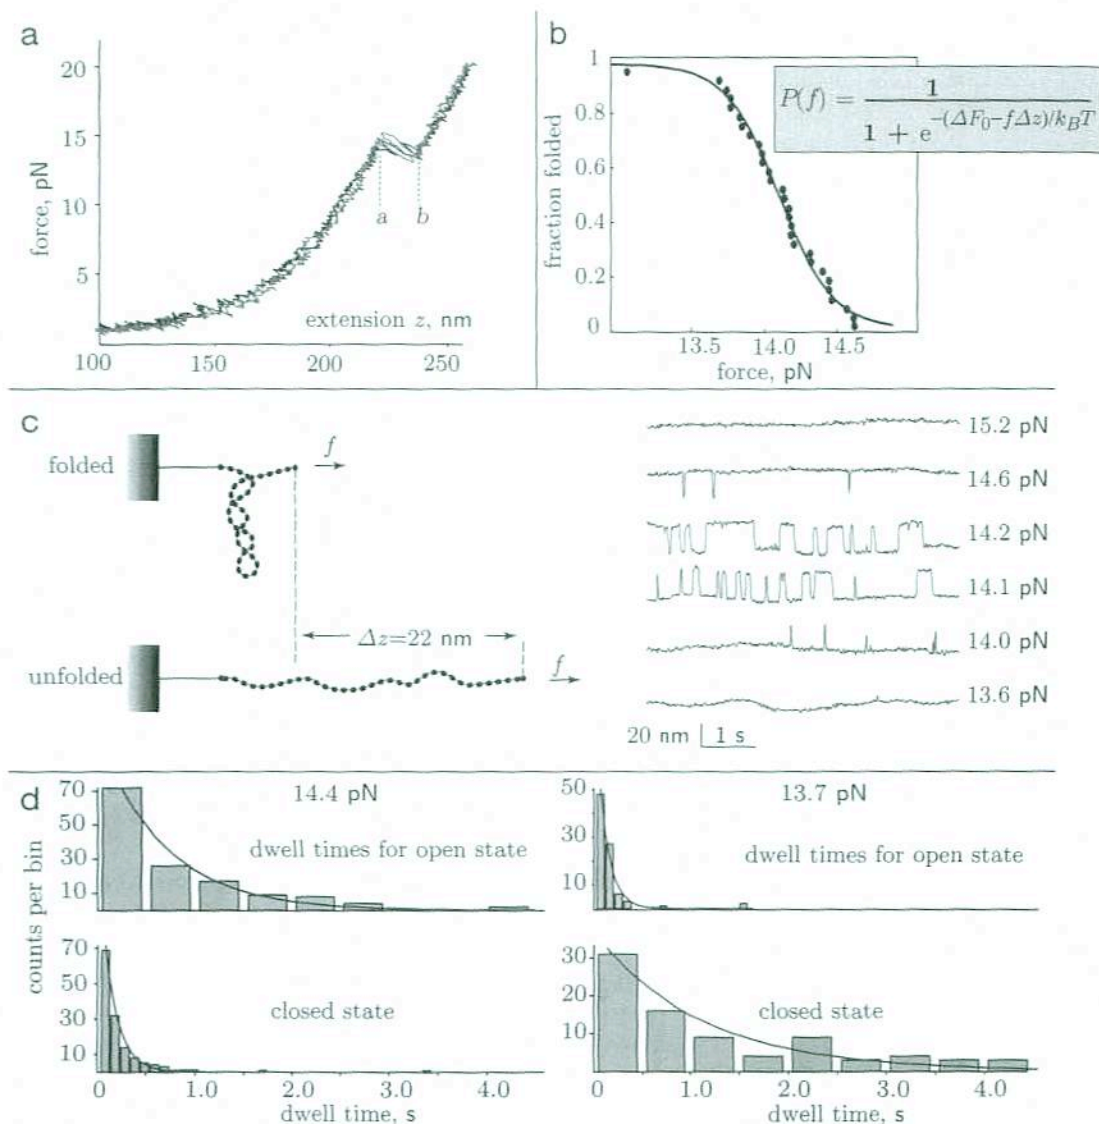 a
20
15
10
5
force, pN
a
b
extension z, nm
100
150
200
250
b
1
0.8
0.6
0.4
0.2
0
fraction folded
P(f) = 1 / 1 + e^-(ΔF₀−fΔz)/k_BT
13.5
14.0
14.5
force, pN
c
folded
f
Δz=22 nm
unfolded
f
15.2 pN
14.6 pN
14.2 pN
14.1 pN
14.0 pN
13.6 pN
20 nm
1 s
d
counts per bin
14.4 pN
70
50
30
10
dwell times for open state
13.7 pN
50
30
10
dwell times for open state
70
50
30
10
closed state
0 1.0 2.0 3.0 4.0
dwell time, s
30
20
10
closed state
0 1.0 2.0 3.0 4.0
dwell time, s